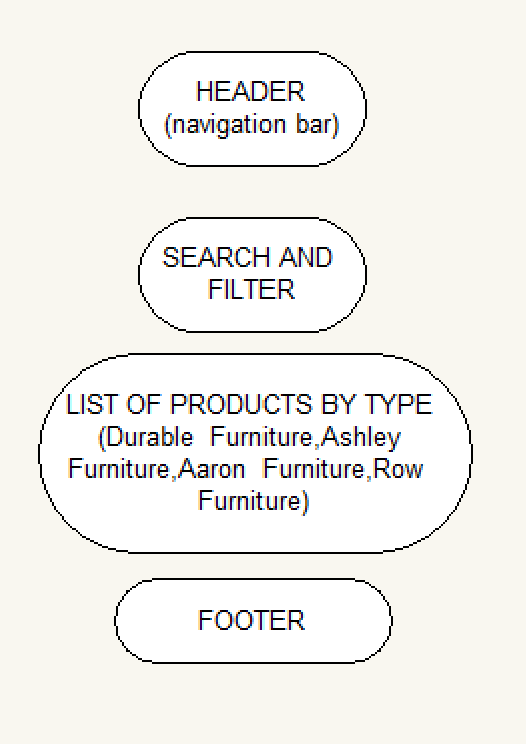 HEADER
(navigation bar)
SEARCH AND
FILTER
LIST OF PRODUCTS BY TYPE
(Durable Furniture,Ashley
Furniture,Aaron Furniture,Row
Furniture)
FOOTER